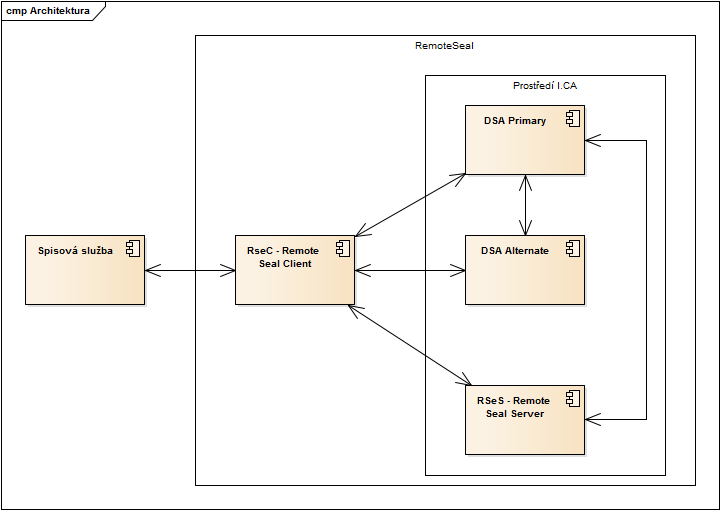 cmp Architektura
RemoteSeal
Prostředí I.CA
DSA Primary
Spisová služba
RseC - Remote
Seal Client
DSA Alternate
RSeS - Remote
Seal Server